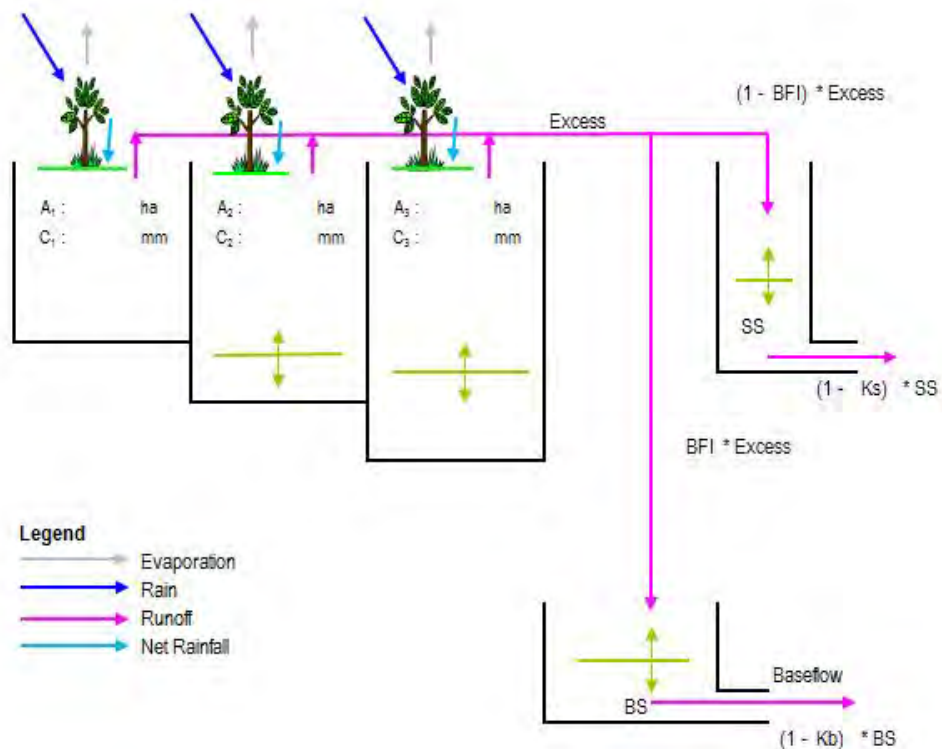 (1 - BFI) * Excess
Excess
A₁ : ha
C₁ : mm
A₂ : ha
C₂ : mm
A₃ : ha
C₃ : mm
SS
(1 - Ks) * SS
BFI * Excess
Legend
Evaporation
Rain
Runoff
Net Rainfall
Baseflow
BS
(1 - Kb) * BS